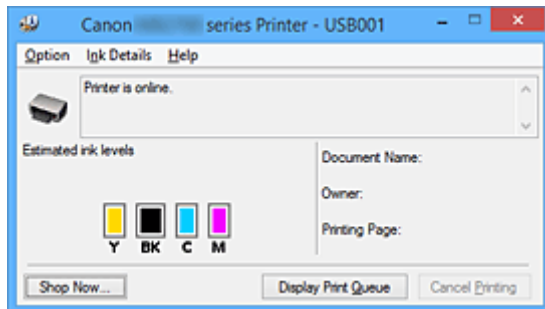 Canon series Printer - USB001
Option Ink Details Help
Printer is online.
Estimated ink levels
Document Name:
Owner:
Printing Page:
Y BK C M
Shop Now... Display Print Queue Cancel Printing